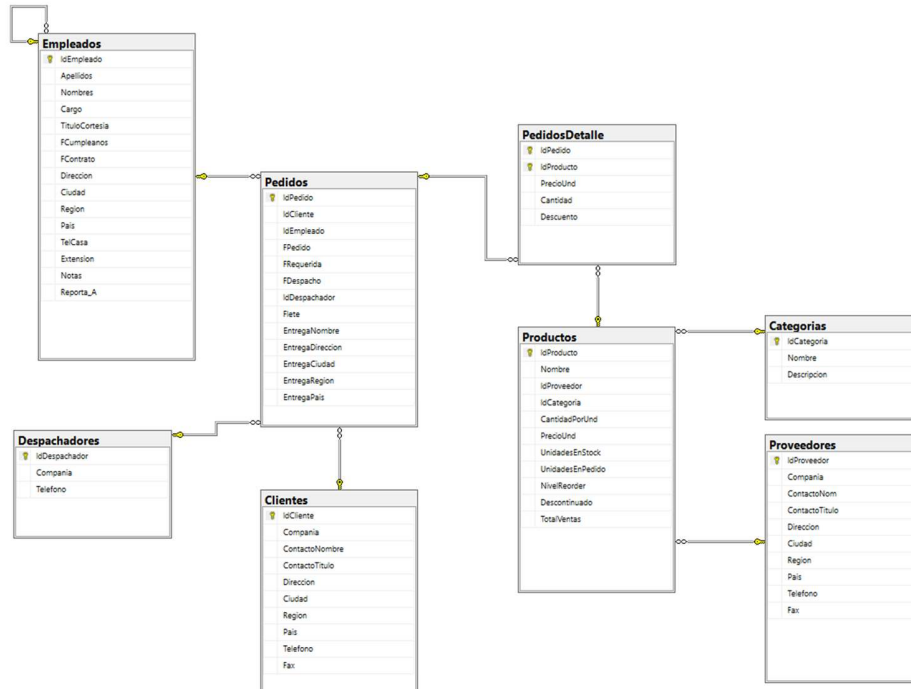 Empleados
IdEmpleado
Apellidos
Nombres
Cargo
TituloCortesia
FCumpleanos
FContrato
Direccion
Ciudad
Region
Pais
TelCasa
Extension
Notas
Reporta_A
Pedidos
IdPedido
IdCliente
IdEmpleado
FPedido
FRequerida
FDespacho
IdDespachador
Flete
EntregaNombre
EntregaDireccion
EntregaCiudad
EntregaRegion
EntregaPais
PedidosDetalle
IdPedido
IdProducto
PrecioUnd
Cantidad
Descuento
Productos
IdProducto
Nombre
IdProveedor
IdCategoria
CantidadPorUnd
PrecioUnd
UnidadesEnStock
UnidadesEnPedido
NivelReorder
Descontinuado
TotalVentas
Categorias
IdCategoria
Nombre
Descripcion
Despachadores
IdDespachador
Compania
Telefono
Clientes
IdCliente
Compania
ContactoNombre
ContactoTitulo
Direccion
Ciudad
Region
Pais
Telefono
Fax
Proveedores
IdProveedor
Compania
ContactoNom
ContactoTitulo
Direccion
Ciudad
Region
Pais
Telefono
Fax